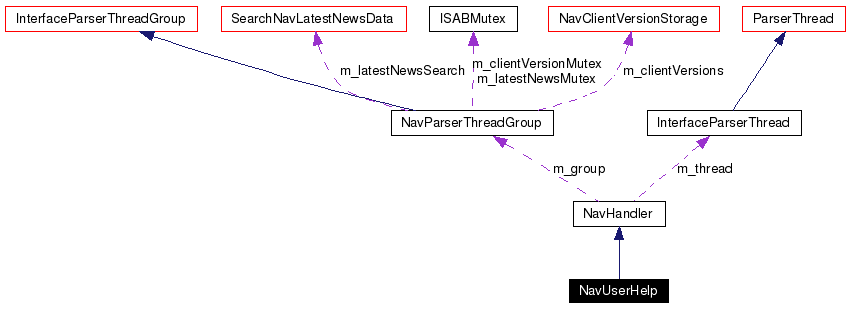 InterfaceParserThreadGroup
SearchNavLatestNewsData
ISABMutex
NavClientVersionStorage
ParserThread
m_latestNewsSearch
m_clientVersionMutex
m_latestNewsMutex
m_clientVersions
NavParserThreadGroup
InterfaceParserThread
m_group
m_thread
NavHandler
NavUserHelp